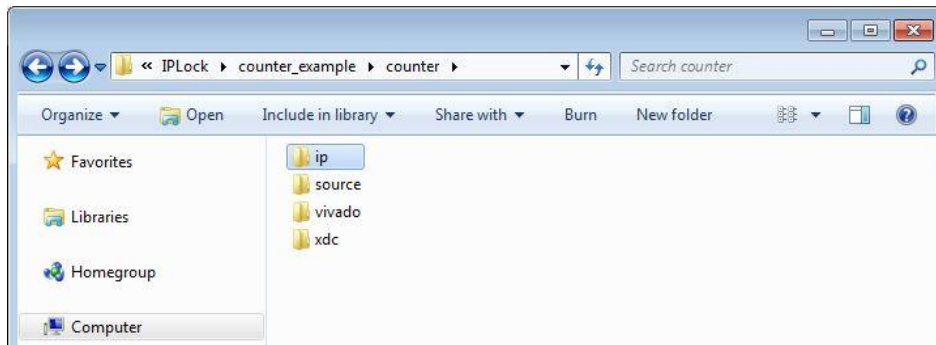 « IPLock ▸ counter_example ▸ counter ▸ Search counter
Organize ▾ Open Include in library ▾ Share with ▾ Burn New folder
Favorites
Libraries
Homegroup
Computer
ip
source
vivado
xdc